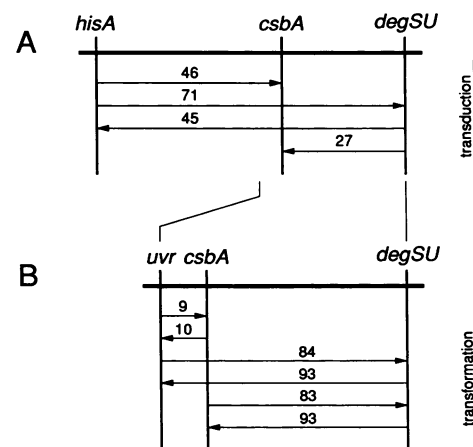 A
hisA csbA degSU
46
71
45
27
transduction
B
uvr csbA degSU
9
10
84
93
83
93
transformation